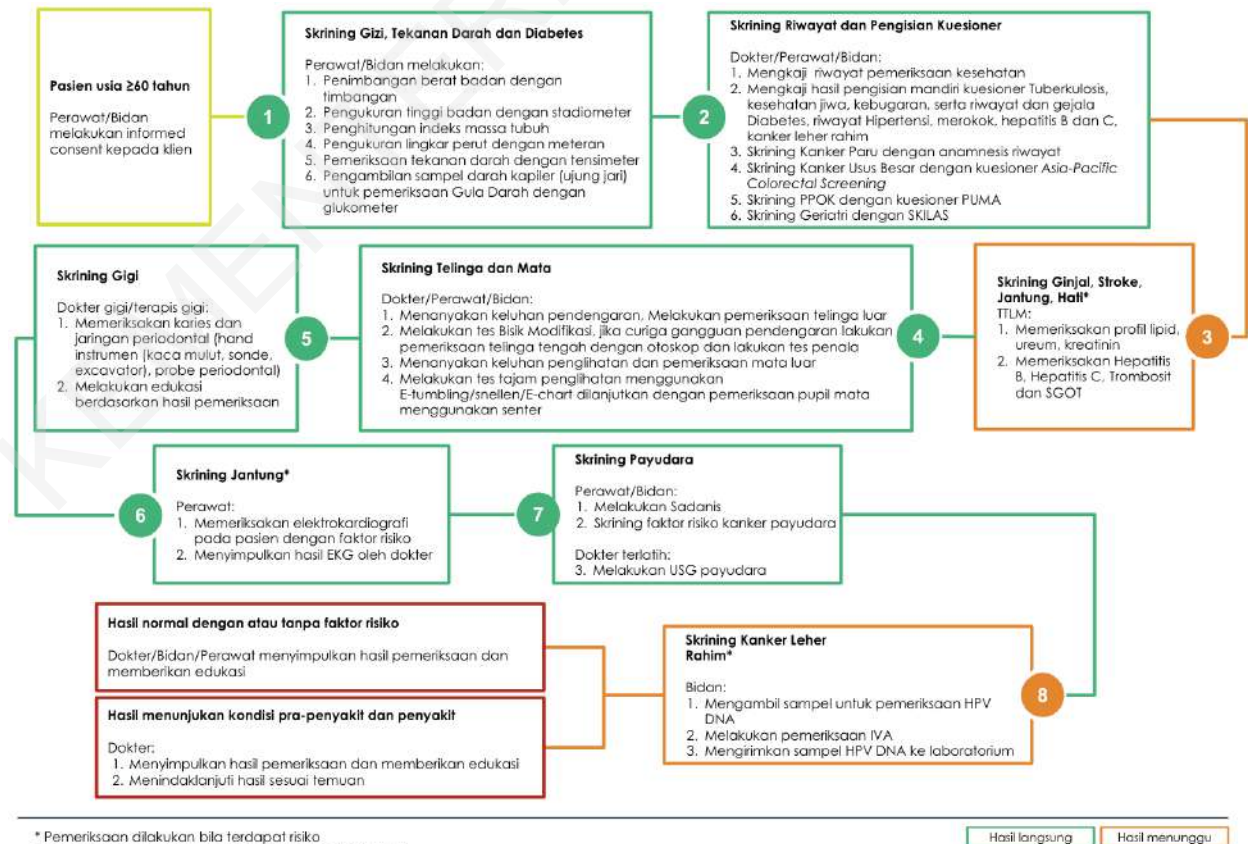 Pasien usia ≥60 tahun
Perawat/Bidan
melakukan informed
consent kepada klien
1
Skrining Gizi, Tekanan Darah dan Diabetes
Perawat/Bidan melakukan:
1. Penimbangan berat badan dengan
timbangan
2. Pengukuran tinggi badan dengan stadiometer
3. Penghitungan indeks massa tubuh
4. Pengukuran lingkar perut dengan meteran
5. Pemeriksaan tekanan darah dengan tensimeter
6. Pengambilan sampel darah kapiler (ujung jari)
untuk pemeriksaan Gula Darah dengan
glukometer
2
Skrining Riwayat dan Pengisian Kuesioner
Dokter/Perawat/Bidan:
1. Mengkaji riwayat pemeriksaan kesehatan
2. Mengkaji hasil pengisian mandiri kuesioner Tuberkulosis,
kesehatan jiwa, kebugaran, serta riwayat dan gejala
Diabetes, riwayat Hipertensi, merokok, hepatitis B dan C,
kanker leher rahim
3. Skrining Kanker Paru dengan anamnesis riwayat
4. Skrining Kanker Usus Besar dengan kuesioner Asia-Pacific
Colorectal Screening
5. Skrining PPOK dengan kuesioner PUMA
6. Skrining Geriatri dengan SKILAS
3
Skrining Ginjal, Stroke,
Jantung, Hati*
TTLM:
1. Memeriksakan profil lipid,
ureum, kreatinin
2. Memeriksakan Hepatitis
B, Hepatitis C, Trombosit
dan SGOT
4
Skrining Telinga dan Mata
Dokter/Perawat/Bidan:
1. Menanyakan keluhan pendengaran, Melakukan pemeriksaan telinga luar
2. Melakukan tes Bisik Modifikasi, jika curiga gangguan pendengaran lakukan
pemeriksaan telinga tengah dengan otoskop dan lakukan tes penala
3. Menanyakan keluhan penglihatan dan pemeriksaan mata luar
4. Melakukan tes tajam penglihatan menggunakan
E-tumbling/snellen/E-chart dilanjutkan dengan pemeriksaan pupil mata
menggunakan senter
5
Skrining Gigi
Dokter gigi/terapis gigi:
1. Memeriksakan karies dan
jaringan periodontal (hand
instrumen (kaca mulut, sonde,
excavator), probe periodontal)
2. Melakukan edukasi
berdasarkan hasil pemeriksaan
6
Skrining Jantung*
Perawat:
1. Memeriksakan elektrokardiografi
pada pasien dengan faktor risiko
2. Menyimpulkan hasil EKG oleh dokter
7
Skrining Payudara
Perawat/Bidan:
1. Melakukan Sadanis
2. Skrining faktor risiko kanker payudara
Dokter terlatih:
3. Melakukan USG payudara
8
Skrining Kanker Leher
Rahim*
Bidan:
1. Mengambil sampel untuk pemeriksaan HPV
DNA
2. Melakukan pemeriksaan IVA
3. Mengirimkan sampel HPV DNA ke laboratorium
Hasil normal dengan atau tanpa faktor risiko
Dokter/Bidan/Perawat menyimpulkan hasil pemeriksaan dan
memberikan edukasi
Hasil menunjukan kondisi pra-penyakit dan penyakit
Dokter:
1. Menyimpulkan hasil pemeriksaan dan memberikan edukasi
2. Menindaklanjuti hasil sesuai temuan
* Pemeriksaan dilakukan bila terdapat risiko
Hasil langsung
Hasil menunggu